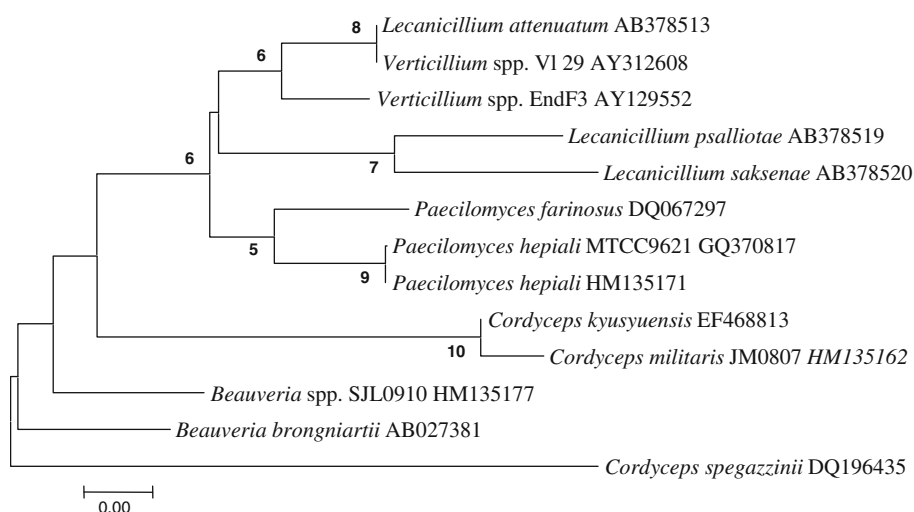 8
Lecanicillium attenuatum AB378513
6
Verticillium spp. Vl 29 AY312608
Verticillium spp. EndF3 AY129552
Lecanicillium psalliotae AB378519
6
7
Lecanicillium saksenae AB378520
Paecilomyces farinosus DQ067297
5
Paecilomyces hepiali MTCC9621 GQ370817
9
Paecilomyces hepiali HM135171
Cordyceps kyusyuensis EF468813
10
Cordyceps militaris JM0807 HM135162
Beauveria spp. SJL0910 HM135177
Beauveria brongniartii AB027381
Cordyceps spegazzinii DQ196435
0.00